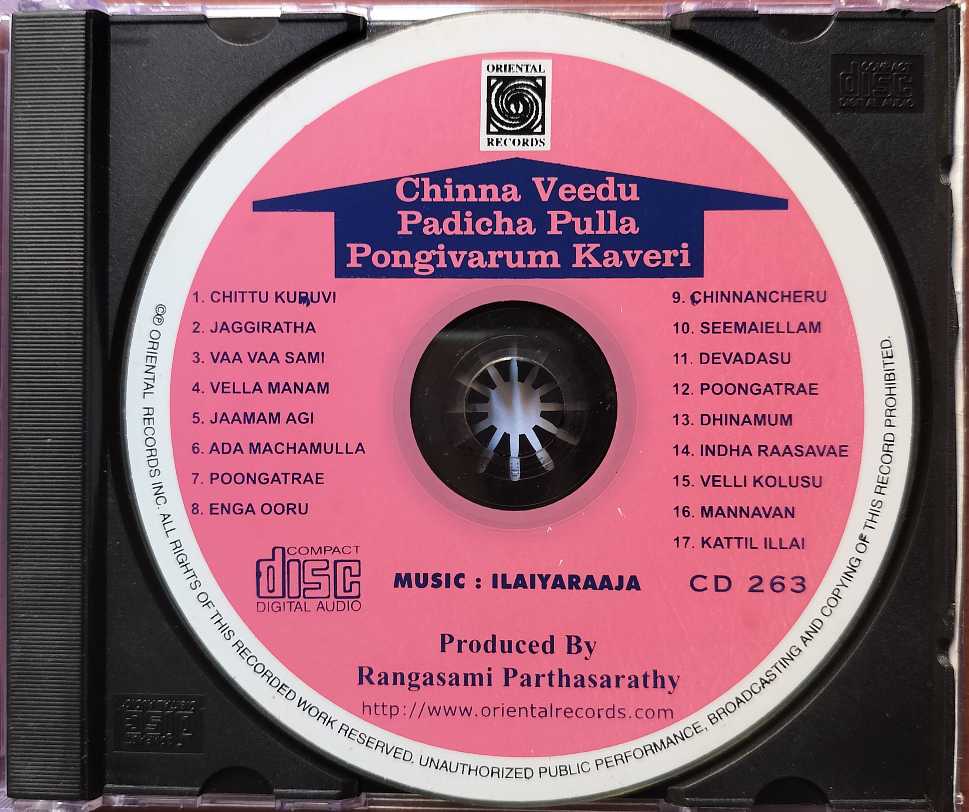 ORIENTAL
RECORDS
Chinna Veedu
Padicha Pulla
Pongivarum Kaveri
1. CHITTU KURUVI
2. JAGGIRATHA
3. VAA VAA SAMI
4. VELLA MANAM
5. JAAMAM AGI
6. ADA MACHAMULLA
7. POONGATRAE
8. ENGA OORU
9. CHINNANCHERU
10. SEEMAIELLAM
11. DEVADASU
12. POONGATRAE
13. DHINAMUM
14. INDHA RAASAVAE
15. VELLI KOLUSU
16. MANNAVAN
17. KATTIL ILLAI
COMPACT
disc
DIGITAL AUDIO
MUSIC : ILAIYARAAJA
CD 263
Produced By
Rangasami Parthasarathy
http://www.orientalrecords.com
©℗ ORIENTAL RECORDS INC. ALL RIGHTS OF THIS RECORDED WORK RESERVED. UNAUTHORIZED PUBLIC PERFORMANCE, BROADCASTING AND COPYING OF THIS RECORD PROHIBITED.
COMPACT
disc
DIGITAL AUDIO